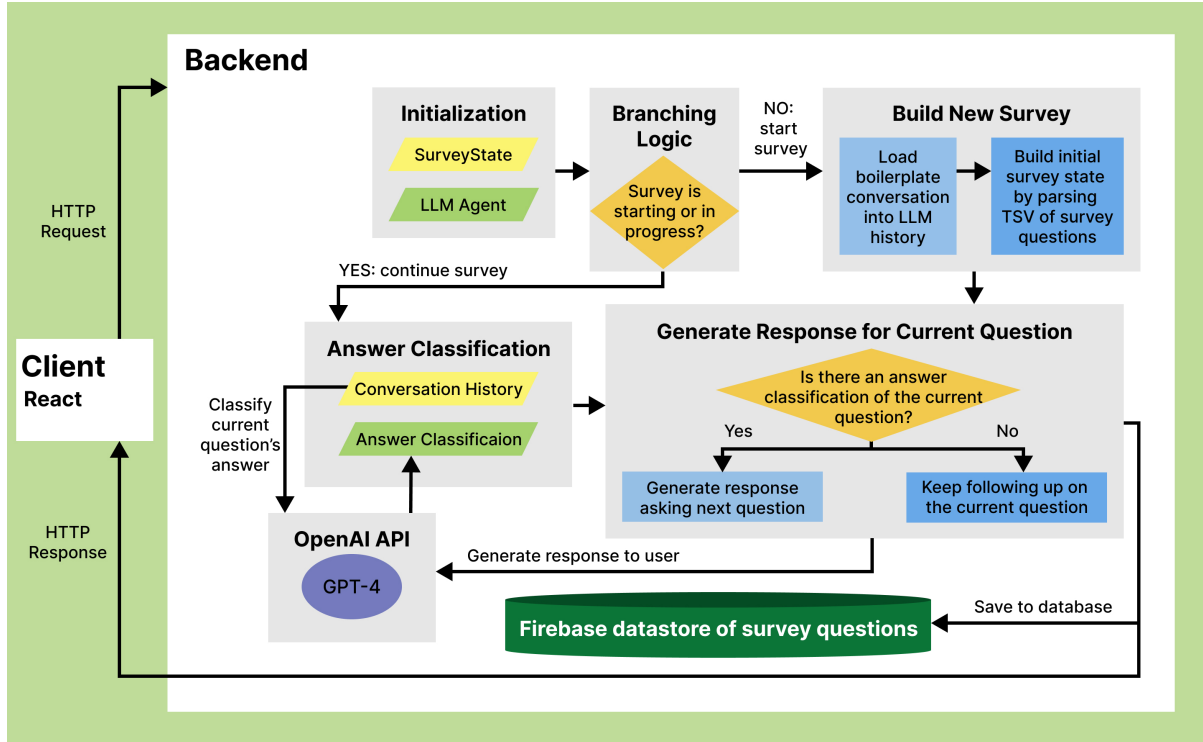 Backend
Initialization
SurveyState
LLM Agent
Branching
Logic
Survey is
starting or in
progress?
NO:
start
survey
Build New Survey
Load
boilerplate
conversation
into LLM
history
Build initial
survey state
by parsing
TSV of survey
questions
HTTP
Request
YES: continue survey
Client
React
Answer Classification
Conversation History
Answer Classificaion
Classify
current
question's
answer
Generate Response for Current Question
Is there an answer
classification of the current
question?
Yes
No
Generate response
asking next question
Keep following up on
the current question
HTTP
Response
OpenAI API
GPT-4
Generate response to user
Firebase datastore of survey questions
Save to database